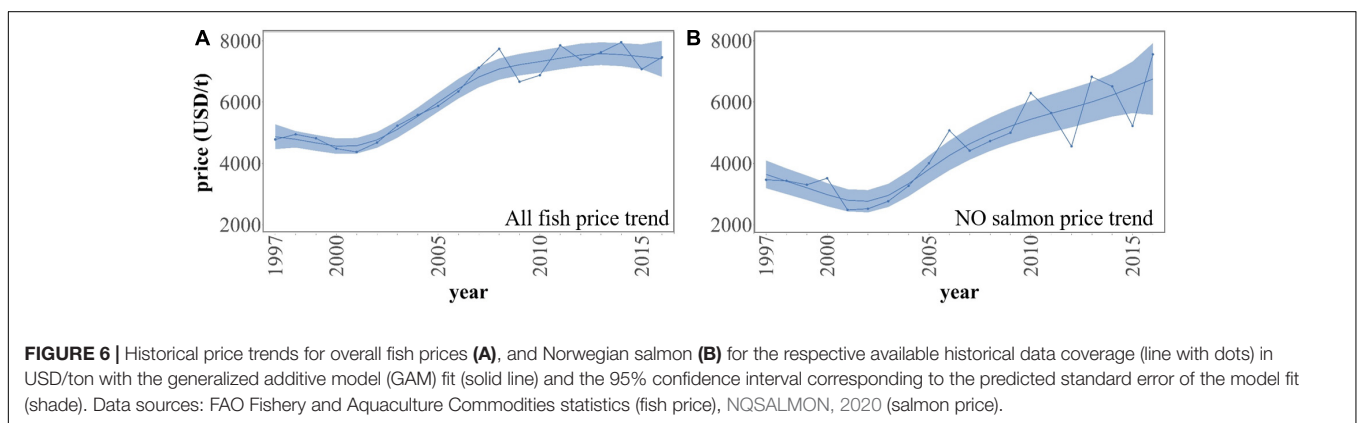 A
8000
6000
4000
2000
price (USD/t)
All fish price trend
1997
2000
2005
2010
2015
year
B
8000
6000
4000
2000
NO salmon price trend
1997
2000
2005
2010
2015
year
FIGURE 6 | Historical price trends for overall fish prices (A), and Norwegian salmon (B) for the respective available historical data coverage (line with dots) in
USD/ton with the generalized additive model (GAM) fit (solid line) and the 95% confidence interval corresponding to the predicted standard error of the model fit
(shade). Data sources: FAO Fishery and Aquaculture Commodities statistics (fish price), NQSALMON, 2020 (salmon price).